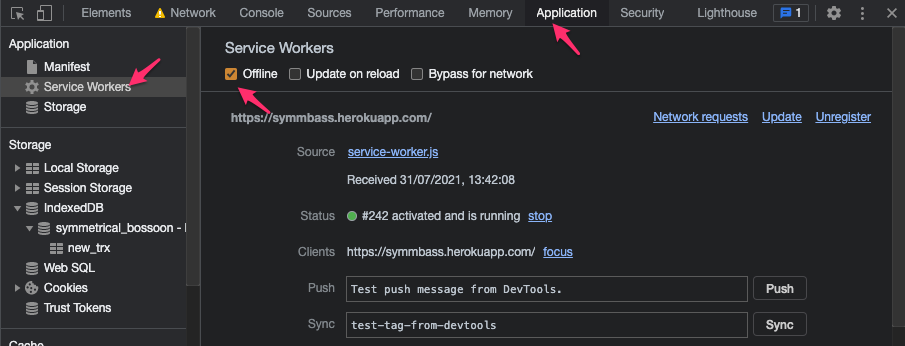 Elements Network Console Sources Performance Memory Application Security Lighthouse 1
Application
Manifest
Service Workers
Storage
Storage
Local Storage
Session Storage
IndexedDB
symmetrical_bossoon -
new_trx
Web SQL
Cookies
Trust Tokens
Cache
Service Workers
Offline Update on reload Bypass for network
https://symmbass.herokuapp.com/ Network requests Update Unregister
Source service-worker.js
Received 31/07/2021, 13:42:08
Status #242 activated and is running stop
Clients https://symmbass.herokuapp.com/ focus
Push Test push message from DevTools. Push
Sync test-tag-from-devtools Sync